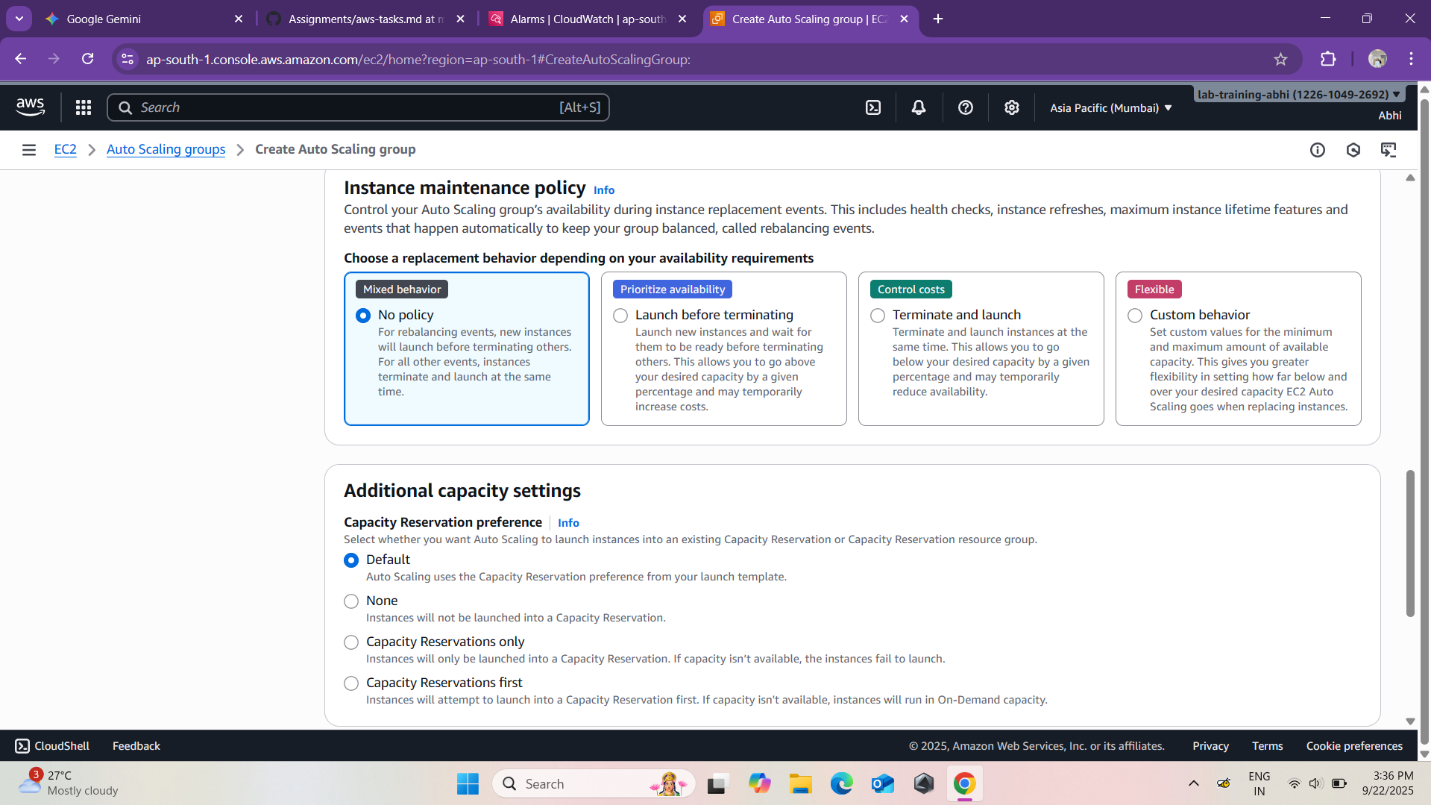 Google Gemini
Assignments/aws-tasks.md at m
Alarms | CloudWatch | ap-south
Create Auto Scaling group | EC2
ap-south-1.console.aws.amazon.com/ec2/home?region=ap-south-1#CreateAutoScalingGroup:
aws
Search
[Alt+S]
Asia Pacific (Mumbai)
lab-training-abhi (1226-1049-2692)
Abhi
EC2
Auto Scaling groups
Create Auto Scaling group
Instance maintenance policy Info
Control your Auto Scaling group's availability during instance replacement events. This includes health checks, instance refreshes, maximum instance lifetime features and
events that happen automatically to keep your group balanced, called rebalancing events.
Choose a replacement behavior depending on your availability requirements
Mixed behavior
No policy
For rebalancing events, new instances
will launch before terminating others.
For all other events, instances
terminate and launch at the same
time.
Prioritize availability
Launch before terminating
Launch new instances and wait for
them to be ready before terminating
others. This allows you to go above
your desired capacity by a given
percentage and may temporarily
increase costs.
Control costs
Terminate and launch
Terminate and launch instances at the
same time. This allows you to go
below your desired capacity by a given
percentage and may temporarily
reduce availability.
Flexible
Custom behavior
Set custom values for the minimum
and maximum amount of available
capacity. This gives you greater
flexibility in setting how far below and
over your desired capacity EC2 Auto
Scaling goes when replacing instances.
Additional capacity settings
Capacity Reservation preference Info
Select whether you want Auto Scaling to launch instances into an existing Capacity Reservation or Capacity Reservation resource group.
Default
Auto Scaling uses the Capacity Reservation preference from your launch template.
None
Instances will not be launched into a Capacity Reservation.
Capacity Reservations only
Instances will only be launched into a Capacity Reservation. If capacity isn't available, the instances fail to launch.
Capacity Reservations first
Instances will attempt to launch into a Capacity Reservation first. If capacity isn't available, instances will run in On-Demand capacity.
CloudShell
Feedback
© 2025, Amazon Web Services, Inc. or its affiliates.
Privacy
Terms
Cookie preferences
3
27°C
Mostly cloudy
Search
ENG
IN
3:36 PM
9/22/2025